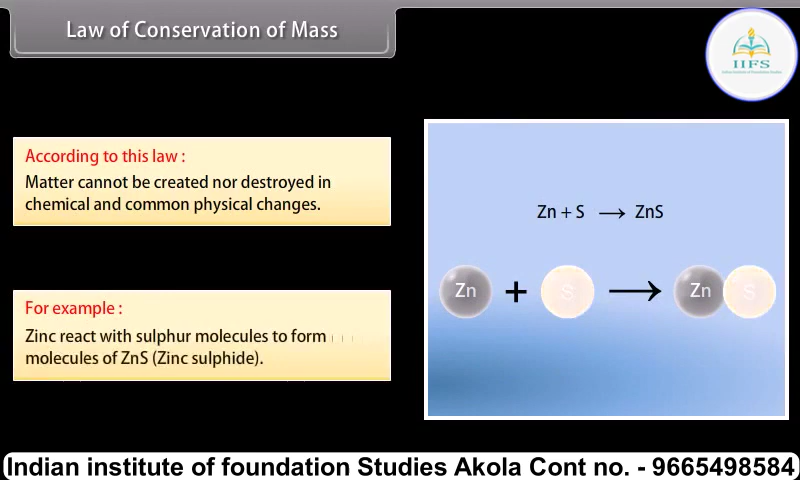 Law of Conservation of Mass
IIFS
According to this law :
Matter cannot be created nor destroyed in
chemical and common physical changes.
Zn + S → ZnS
Zn + S → Zn S
For example :
Zinc react with sulphur molecules to form
molecules of ZnS (Zinc sulphide).
Indian institute of foundation Studies Akola Cont no. - 9665498584